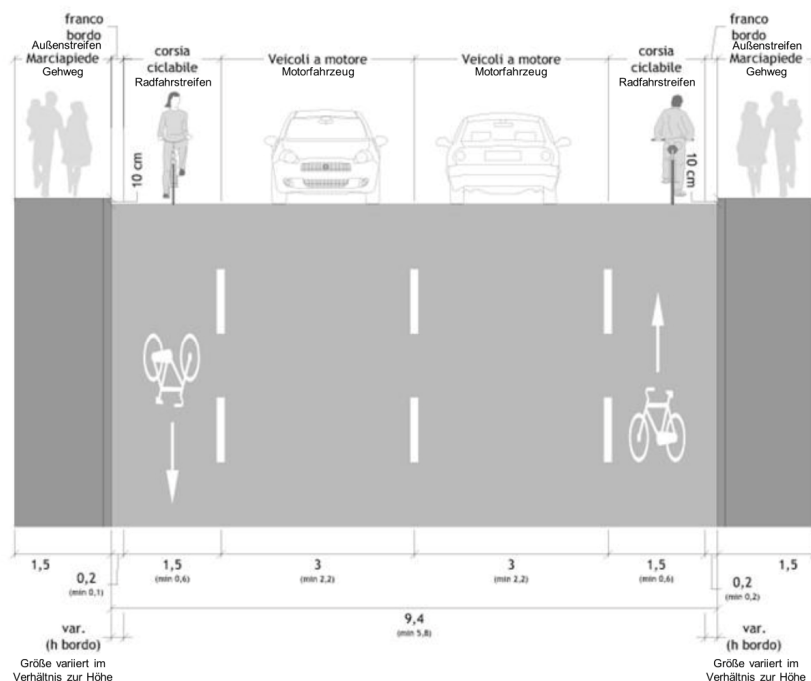 franco
bordo
Außenstreifen
Marciapiede
Gehweg
corsia
ciclabile
Radfahrstreifen
Veicoli a motore
Motorfahrzeug
Veicoli a motore
Motorfahrzeug
corsia
ciclabile
Radfahrstreifen
franco
bordo
Außenstreifen
Marciapiede
Gehweg
10 cm
10 cm
1,5
0,2
(min 0,1)
1,5
(min 0,6)
3
(min 2,2)
3
(min 2,2)
1,5
(min 0,6)
0,2
(min 0,2)
1,5
9,4
(min 5,8)
var.
(h bordo)
Größe variiert im
Verhältnis zur Höhe
var.
(h bordo)
Größe variiert im
Verhältnis zur Höhe